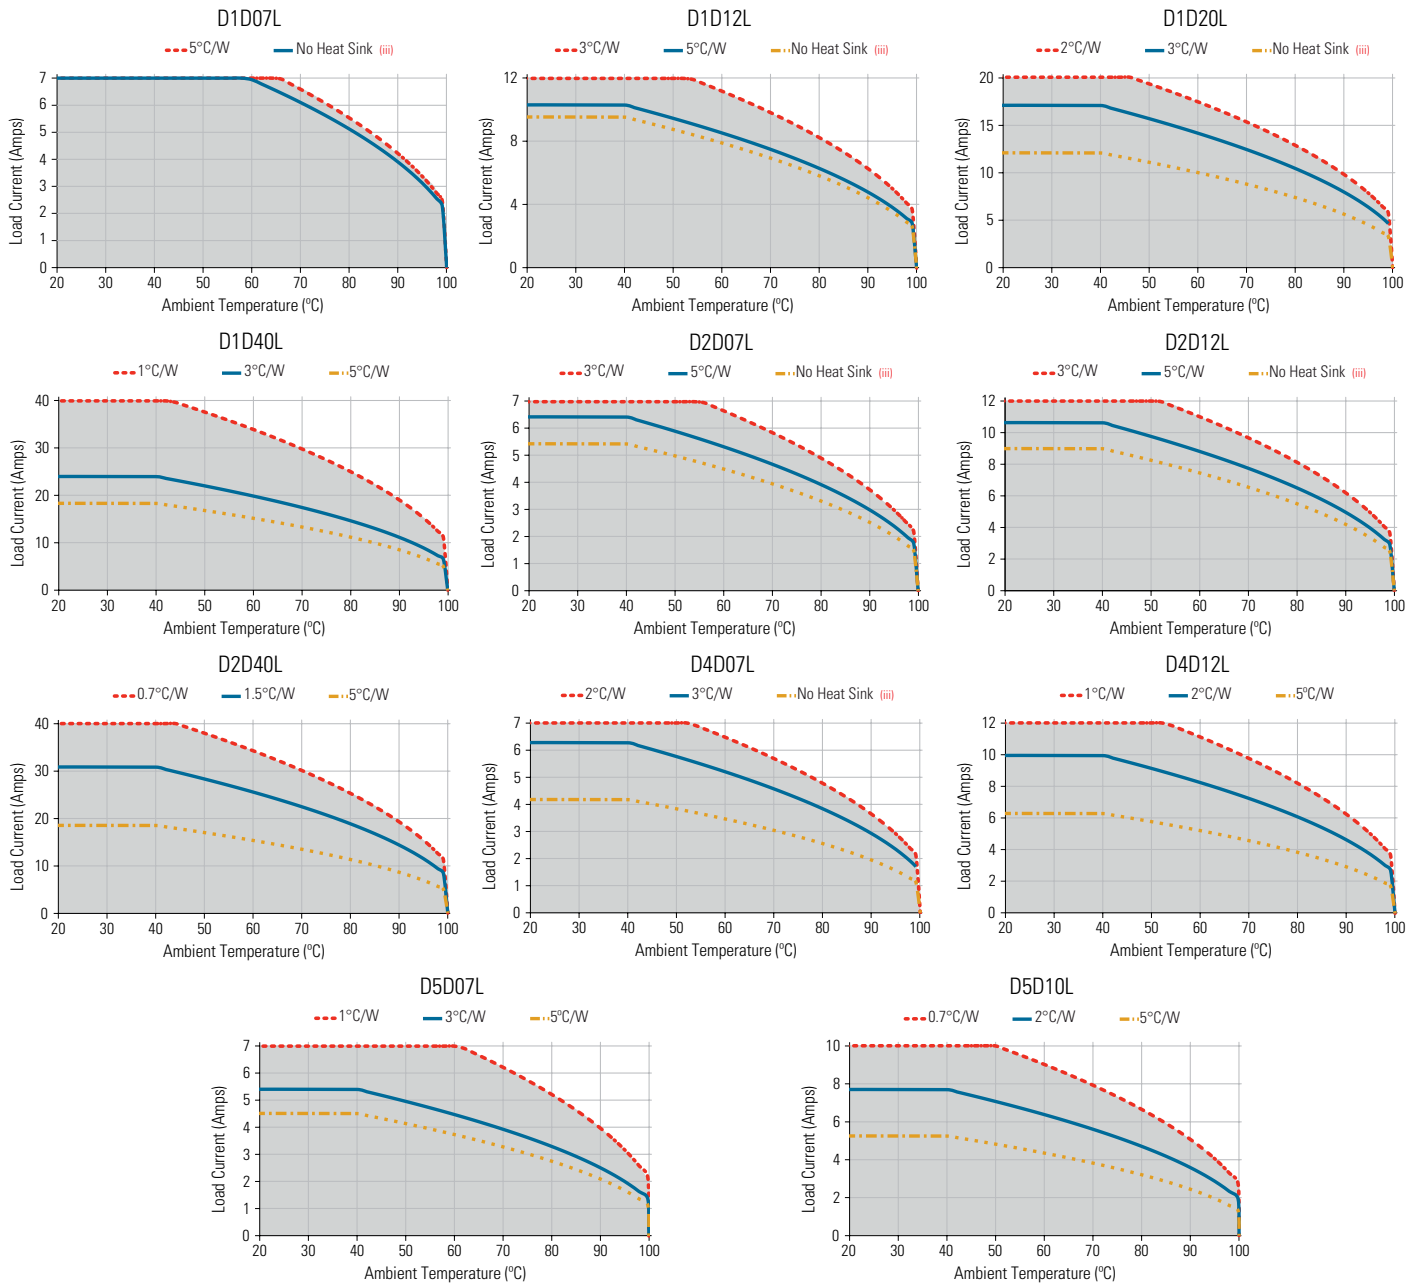 D1D07L
5°C/W No Heat Sink (iii)
Load Current (Amps)
7
6
5
4
3
2
1
0
20 30 40 50 60 70 80 90 100
Ambient Temperature (ºC)
D1D12L
3°C/W 5°C/W No Heat Sink (iii)
Load Current (Amps)
12
8
4
0
20 30 40 50 60 70 80 90 100
Ambient Temperature (ºC)
D1D20L
2°C/W 3°C/W No Heat Sink (iii)
Load Current (Amps)
20
15
10
5
0
20 30 40 50 60 70 80 90 100
Ambient Temperature (ºC)
D1D40L
1°C/W 3°C/W 5°C/W
Load Current (Amps)
40
30
20
10
0
20 30 40 50 60 70 80 90 100
Ambient Temperature (ºC)
D2D07L
3°C/W 5°C/W No Heat Sink (iii)
Load Current (Amps)
7
6
5
4
3
2
1
0
20 30 40 50 60 70 80 90 100
Ambient Temperature (ºC)
D2D12L
3°C/W 5°C/W No Heat Sink (iii)
Load Current (Amps)
12
10
8
6
4
2
0
20 30 40 50 60 70 80 90 100
Ambient Temperature (ºC)
D2D40L
0.7°C/W 1.5°C/W 5°C/W
Load Current (Amps)
40
30
20
10
0
20 30 40 50 60 70 80 90 100
Ambient Temperature (ºC)
D4D07L
2°C/W 3°C/W No Heat Sink (iii)
Load Current (Amps)
7
6
5
4
3
2
1
0
20 30 40 50 60 70 80 90 100
Ambient Temperature (ºC)
D4D12L
1°C/W 2°C/W 5ºC/W
Load Current (Amps)
12
10
8
6
4
2
0
20 30 40 50 60 70 80 90 100
Ambient Temperature (ºC)
D5D07L
1°C/W 3°C/W 5ºC/W
Load Current (Amps)
7
6
5
4
3
2
1
0
20 30 40 50 60 70 80 90 100
Ambient Temperature (ºC)
D5D10L
0.7°C/W 2°C/W 5°C/W
Load Current (Amps)
10
8
6
4
2
0
20 30 40 50 60 70 80 90 100
Ambient Temperature (ºC)